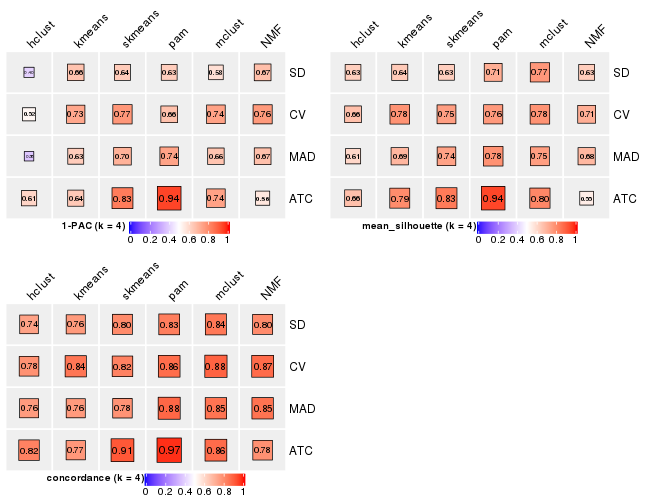 hclust kmeans skmeans pam mclust NMF
0.66 0.64 0.63 0.58 0.67 SD
0.52 0.73 0.77 0.66 0.74 0.76 CV
0.63 0.70 0.74 0.66 0.67 MAD
0.61 0.64 0.83 0.94 0.74 0.56 ATC
1-PAC (k = 4)
0 0.2 0.4 0.6 0.8 1
hclust kmeans skmeans pam mclust NMF
0.63 0.64 0.63 0.71 0.77 0.63 SD
0.66 0.78 0.75 0.76 0.78 0.71 CV
0.61 0.69 0.74 0.78 0.75 0.68 MAD
0.66 0.79 0.83 0.94 0.80 0.55 ATC
mean_silhouette (k = 4)
0 0.2 0.4 0.6 0.8 1
hclust kmeans skmeans pam mclust NMF
0.74 0.76 0.80 0.83 0.84 0.80 SD
0.78 0.84 0.82 0.86 0.88 0.87 CV
0.76 0.76 0.78 0.88 0.85 0.85 MAD
0.82 0.77 0.91 0.97 0.86 0.78 ATC
concordance (k = 4)
0 0.2 0.4 0.6 0.8 1